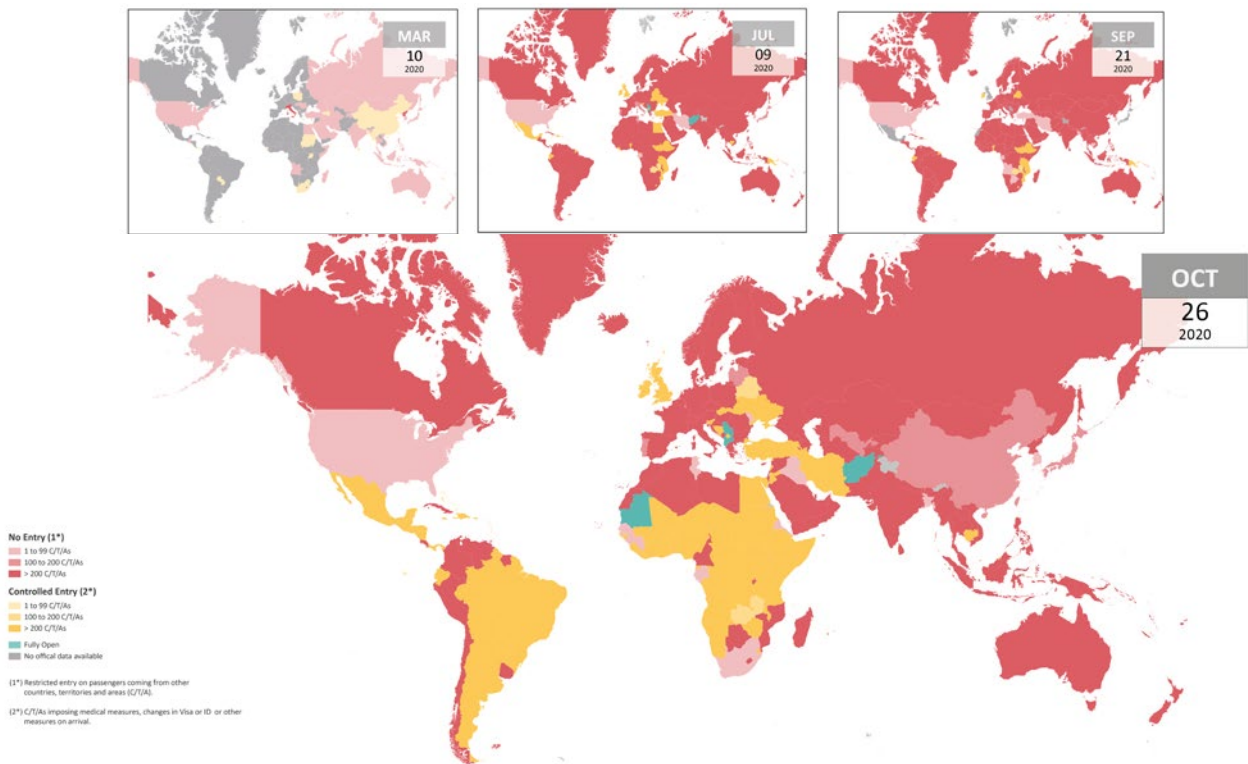 MAR
10
2020
JUL
09
2020
SEP
21
2020
OCT
26
2020
No Entry (1*)
1 to 99 C/T/As
100 to 200 C/T/As
> 200 C/T/As
Controlled Entry (2*)
1 to 99 C/T/As
100 to 200 C/T/As
> 200 C/T/As
Fully Open
No offical data available
(1*) Restricted entry on passengers coming from other
countries, territories and areas (C/T/A).
(2*) C/T/As imposing medical measures, changes in Visa or ID or other
measures on arrival.